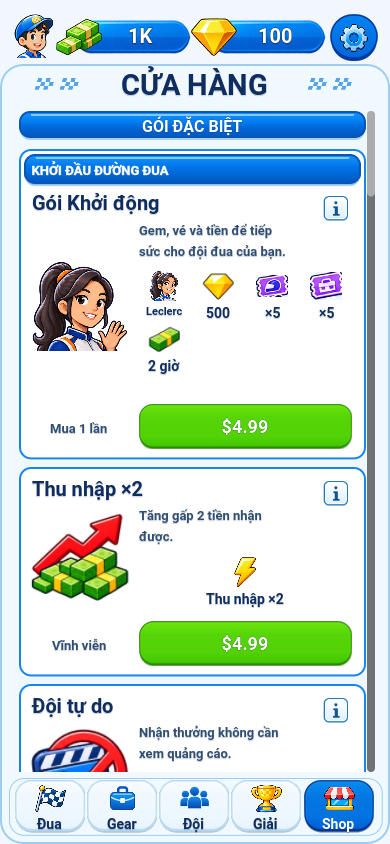 1K
100
CỬA HÀNG
GÓI ĐẶC BIỆT
KHỞI ĐẦU ĐƯỜNG ĐUA
Gói Khởi động
i
Gem, vé và tiền để tiếp
sức cho đội đua của bạn.
Leclerc
500
×5
×5
2 giờ
Mua 1 lần
$4.99
Thu nhập ×2
i
Tăng gấp 2 tiền nhận
được.
Thu nhập ×2
Vĩnh viễn
$4.99
Đội tự do
i
Nhận thưởng không cần
xem quảng cáo.
Đua
Gear
Đội
Giải
Shop